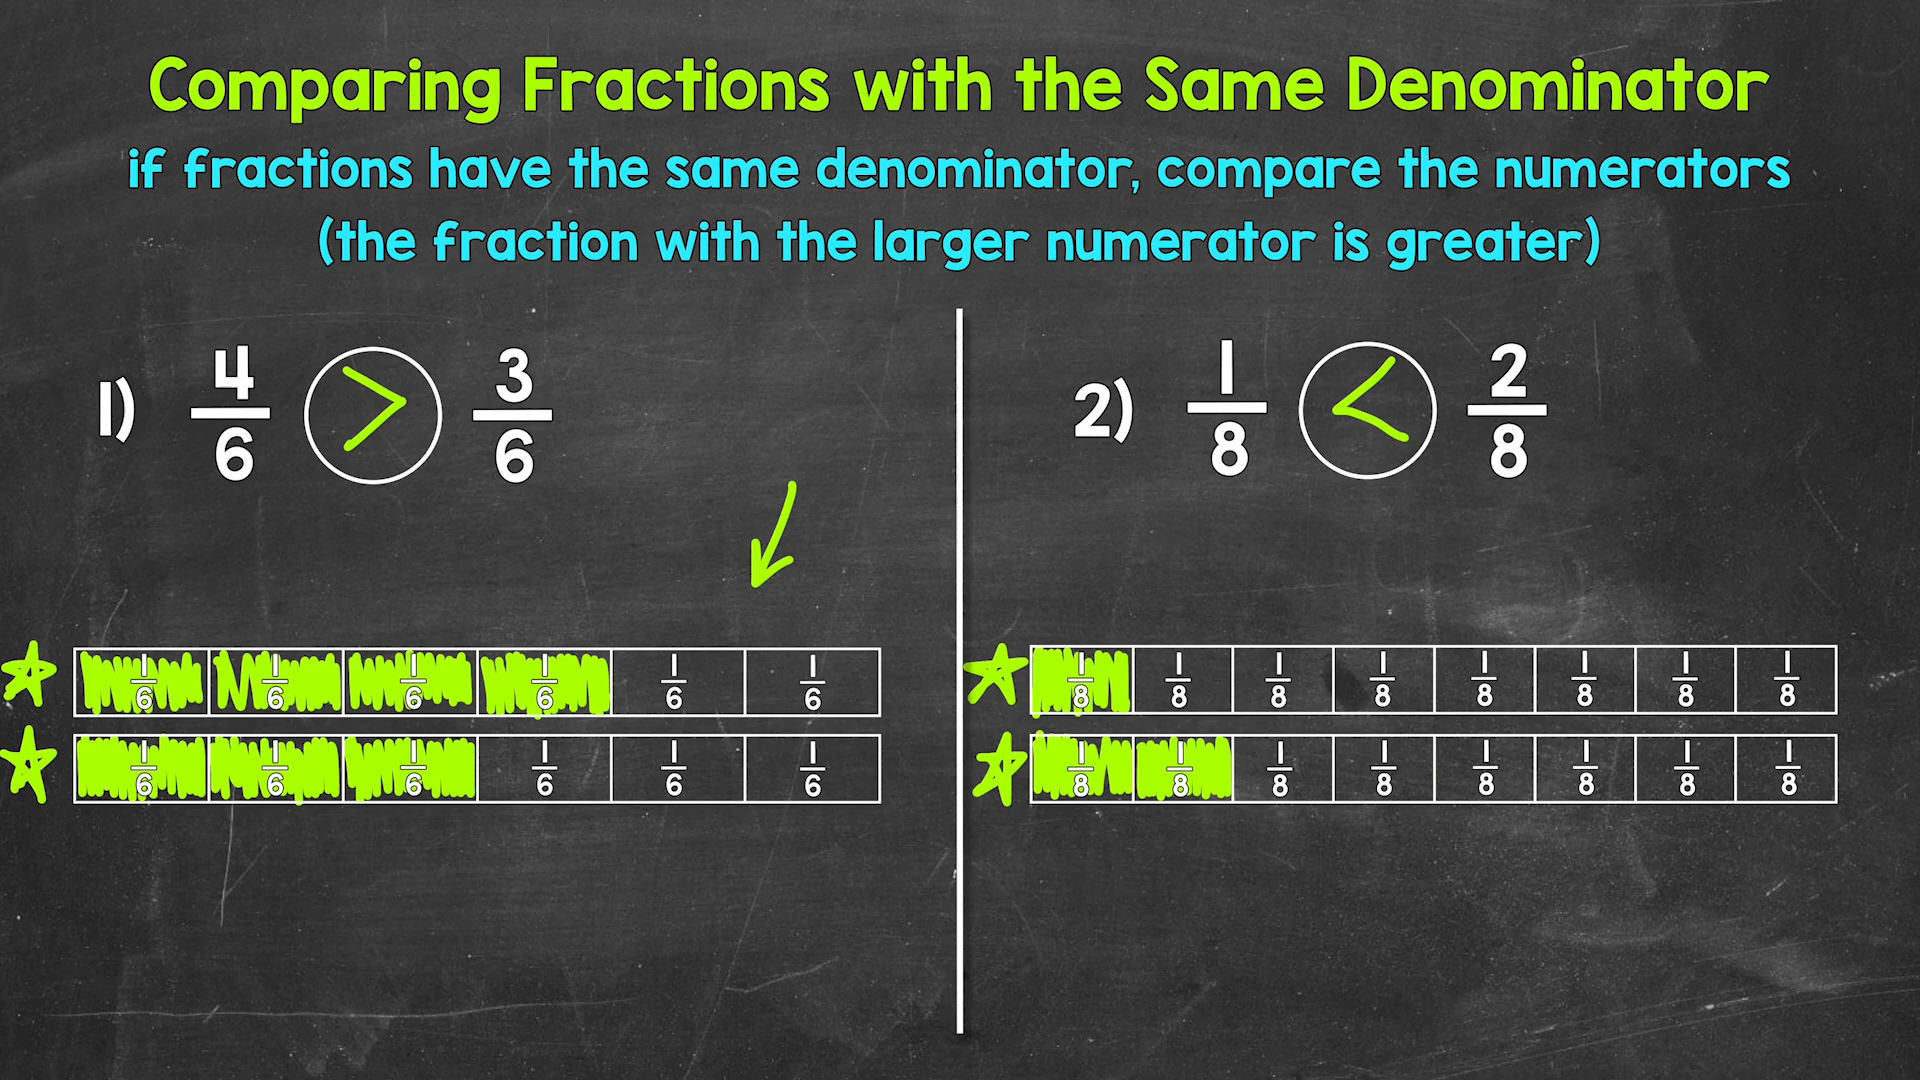 Comparing Fractions with the Same Denominator
if fractions have the same denominator, compare the numerators
(the fraction with the larger numerator is greater)
1) 4/6 > 3/6
2) 1/8 < 2/8
1/6 1/6 1/6 1/6 1/6 1/6
1/6 1/6 1/6 1/6 1/6 1/6
1/8 1/8 1/8 1/8 1/8 1/8 1/8 1/8
1/8 1/8 1/8 1/8 1/8 1/8 1/8 1/8